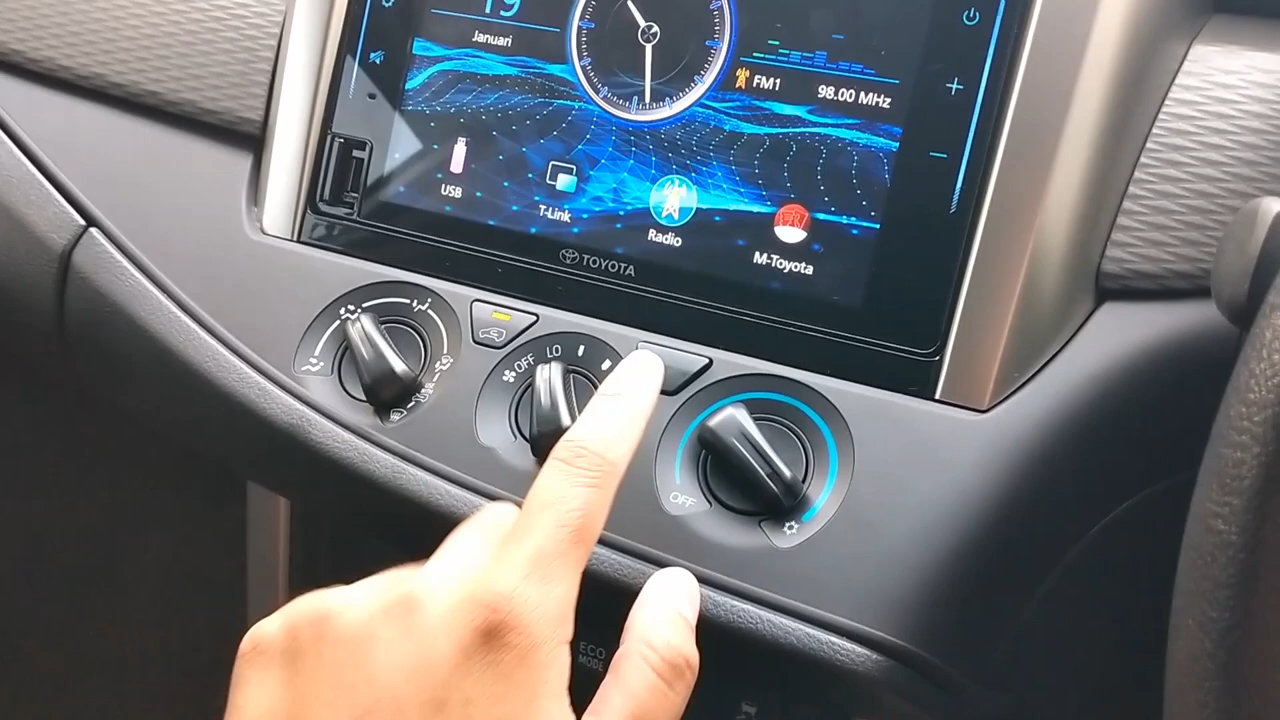 19
Januari
FM1
98.00 MHz
USB
T-Link
Radio
M-Toyota
TOYOTA
OFF
LO
OFF
ECO
MODE